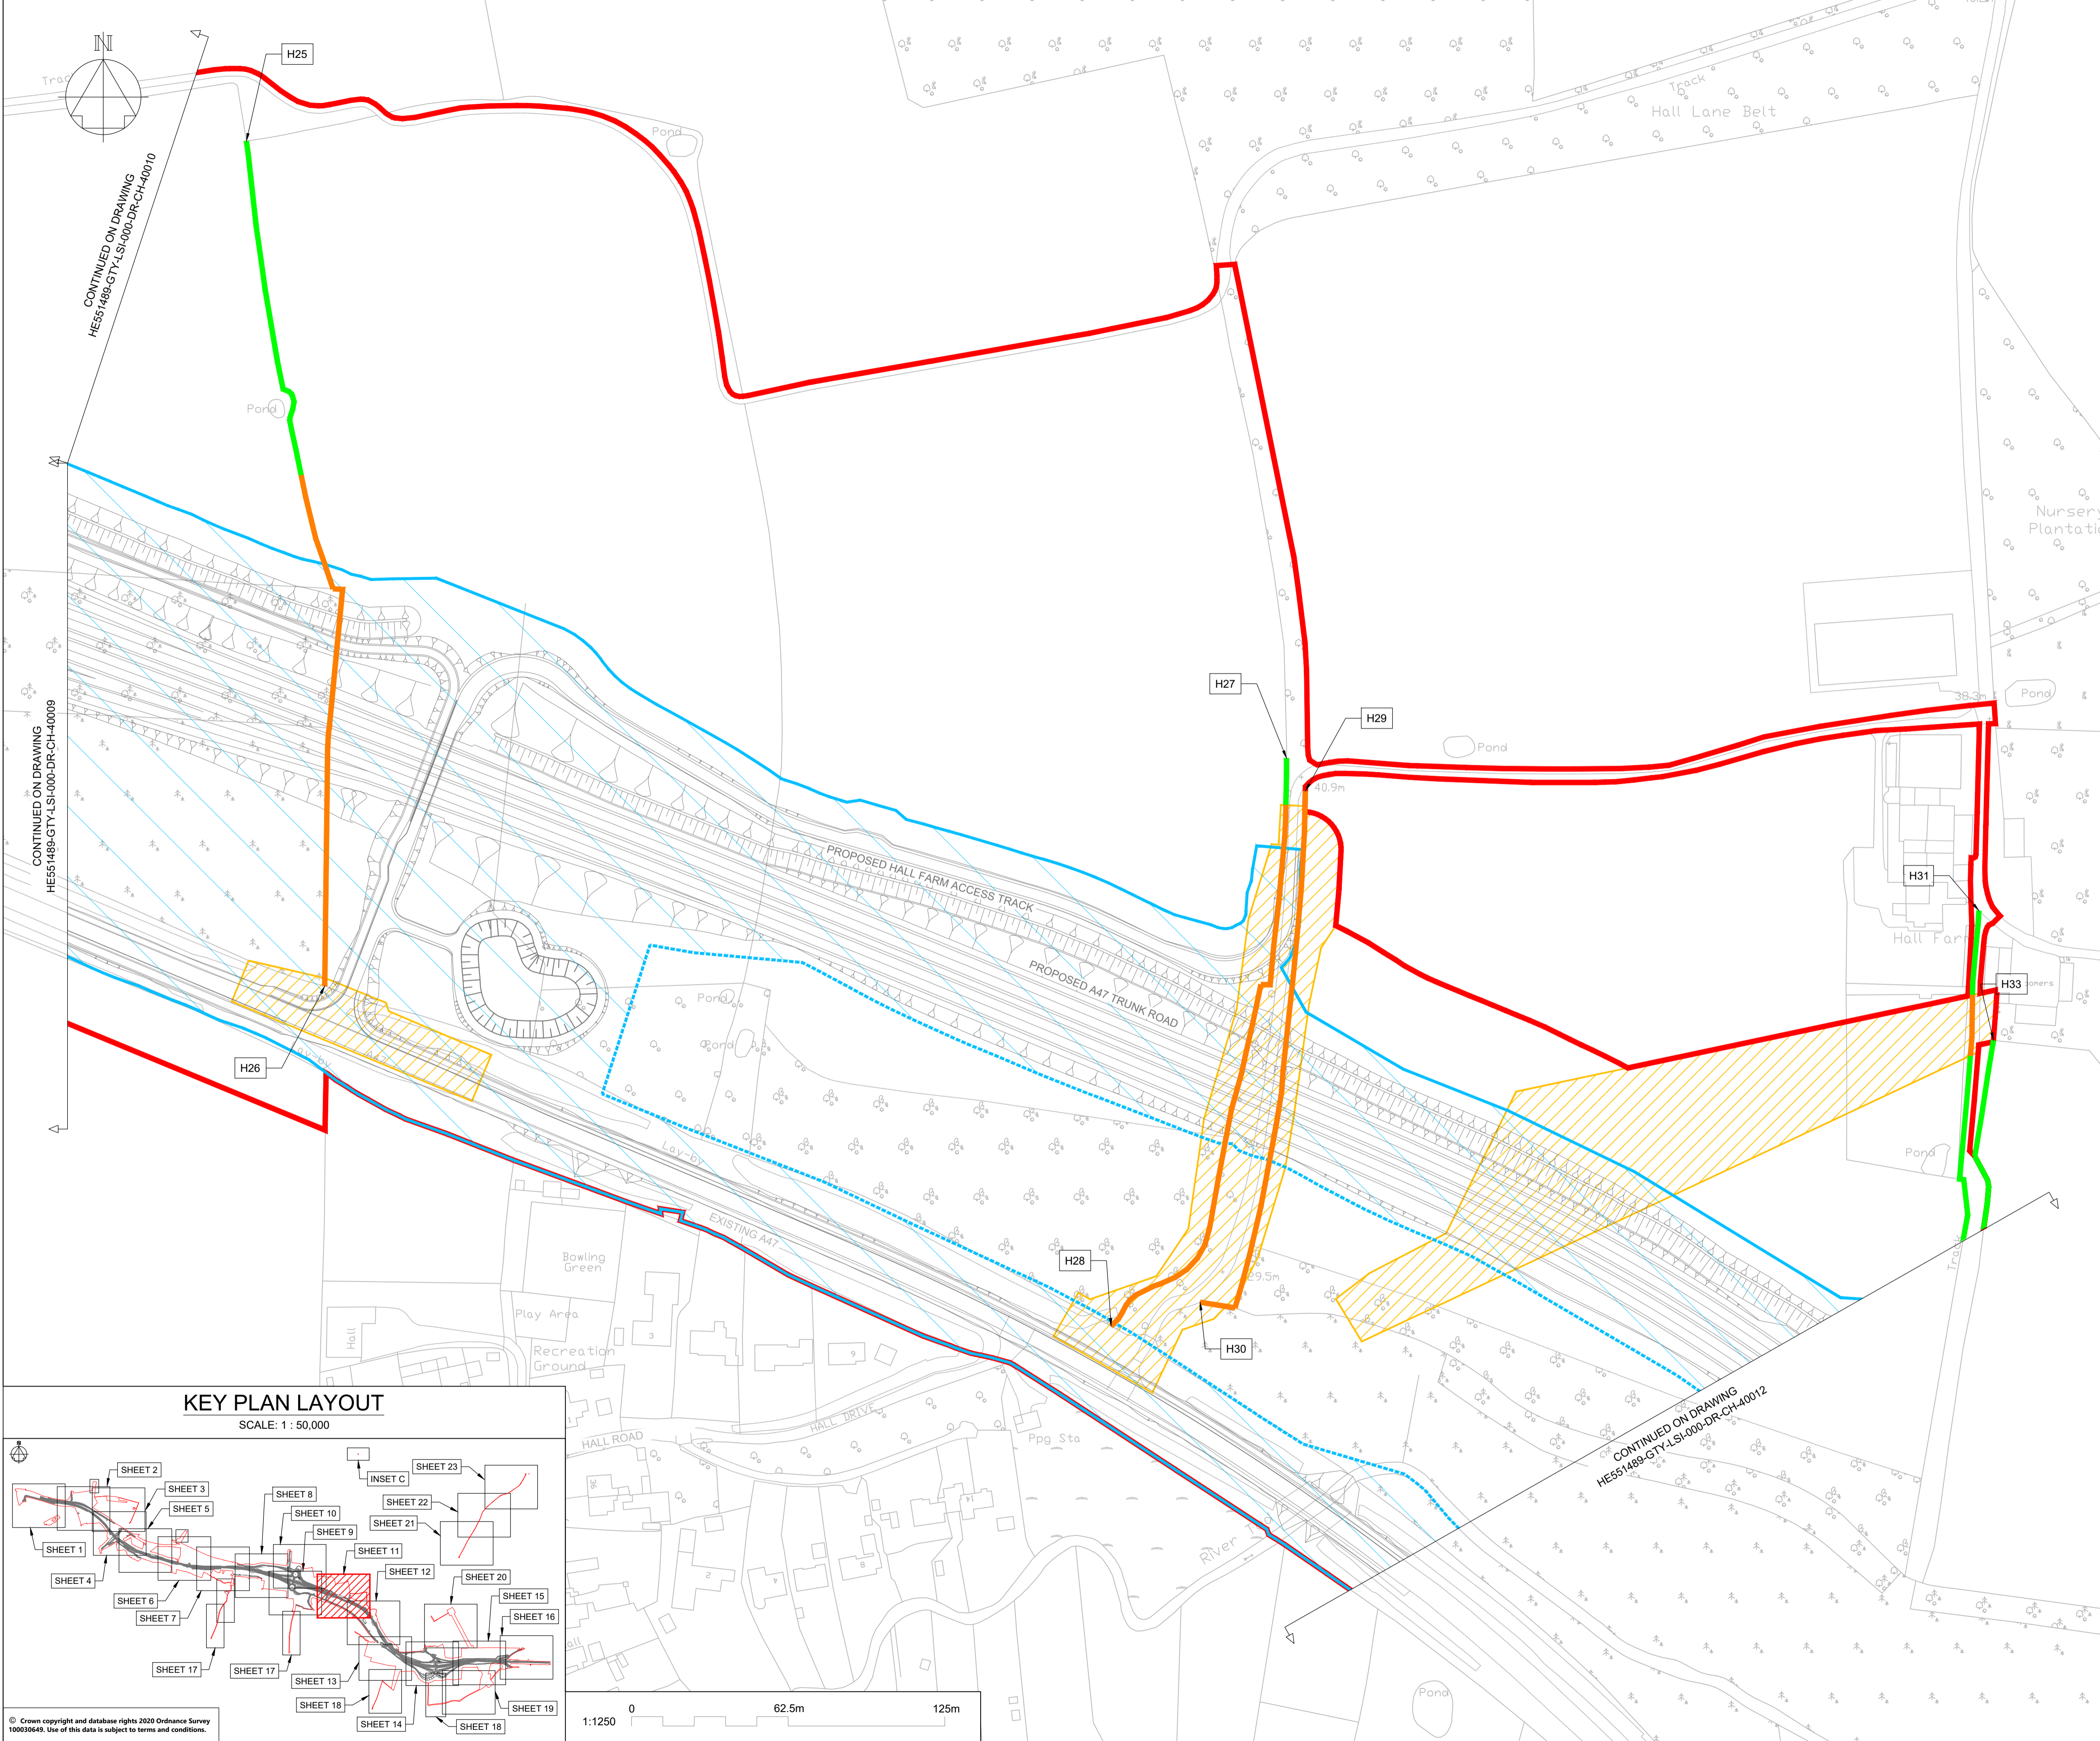 N
H25
Track
Pond
CONTINUED ON DRAWING
HE551489-GTY-LSI-000-DR-CH-40010
Track
Hall Lane Belt
Pond
Nursery
H27
H29
38.3m
Pond
Pond
40.9m
CONTINUED ON DRAWING
HE551489-GTY-LSI-000-DR-CH-40009
PROPOSED HALL FARM ACCESS TRACK
H31
Hall Farm
PROPOSED A47 TRUNK ROAD
H33
Pond
Pond
H26
Lay-by
A47
Lay-by
Pond
EXISTING A47
H28
29.5m
Track
Bowling
Green
Play Area
Hall
3
Recreation
Ground
9
H30
HALL DRIVE
HALL ROAD
Ppg Sta
CONTINUED ON DRAWING
HE551489-GTY-LSI-000-DR-CH-40012
36
14
2
4
8
River
Pond
KEY PLAN LAYOUT
SCALE: 1 : 50,000
N
SHEET 2
INSET C
SHEET 23
SHEET 3
SHEET 8
SHEET 22
SHEET 5
SHEET 10
SHEET 21
SHEET 9
SHEET 1
SHEET 11
SHEET 12
SHEET 4
SHEET 20
SHEET 6
SHEET 15
SHEET 7
SHEET 16
SHEET 17
SHEET 17
SHEET 13
SHEET 18
SHEET 19
SHEET 14
SHEET 18
© Crown copyright and database rights 2020 Ordnance Survey
100030649. Use of this data is subject to terms and conditions.
1:1250
0
62.5m
125m